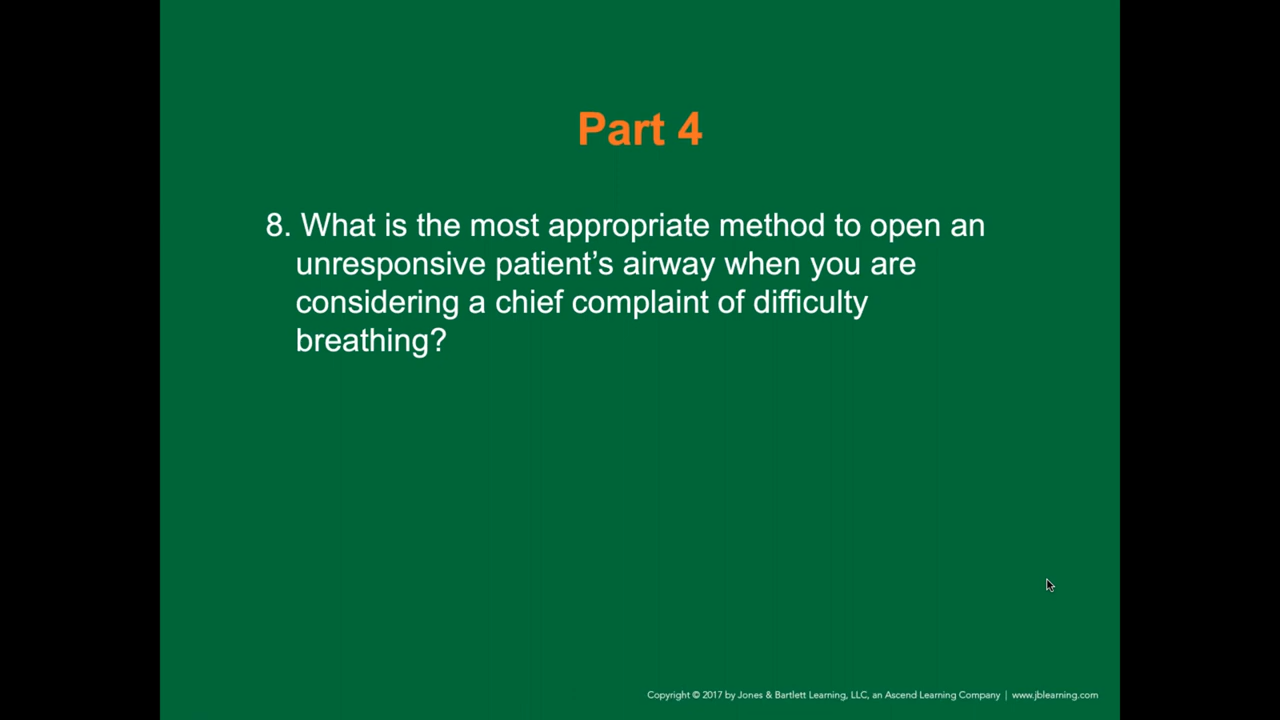 Part 4
8. What is the most appropriate method to open an
unresponsive patient’s airway when you are
considering a chief complaint of difficulty
breathing?
Copyright © 2017 by Jones & Bartlett Learning, LLC, an Ascend Learning Company | www.jblearning.com